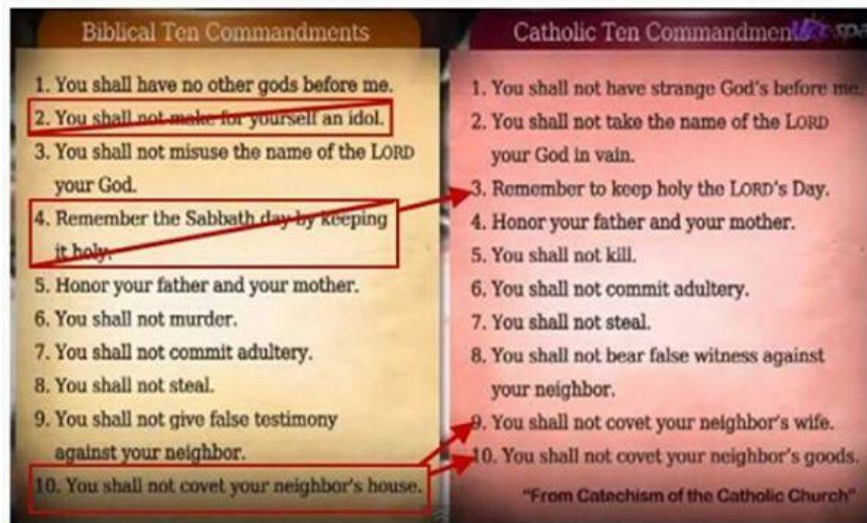 Biblical Ten Commandments
1. You shall have no other gods before me.
2. You shall not make for yourself an idol.
3. You shall not misuse the name of the LORD
your God.
4. Remember the Sabbath day by keeping
it holy.
5. Honor your father and your mother.
6. You shall not murder.
7. You shall not commit adultery.
8. You shall not steal.
9. You shall not give false testimony
against your neighbor.
10. You shall not covet your neighbor's house.
Catholic Ten Commandments
1. You shall not have strange God's before me.
2. You shall not take the name of the LORD
your God in vain.
3. Remember to keep holy the LORD's Day.
4. Honor your father and your mother.
5. You shall not kill.
6. You shall not commit adultery.
7. You shall not steal.
8. You shall not bear false witness against
your neighbor.
9. You shall not covet your neighbor's wife.
10. You shall not covet your neighbor's goods.
"From Catechism of the Catholic Church"